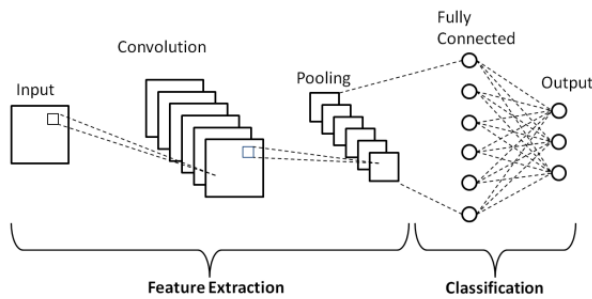 Input
Convolution
Pooling
Fully
Connected
Output
Feature Extraction
Classification